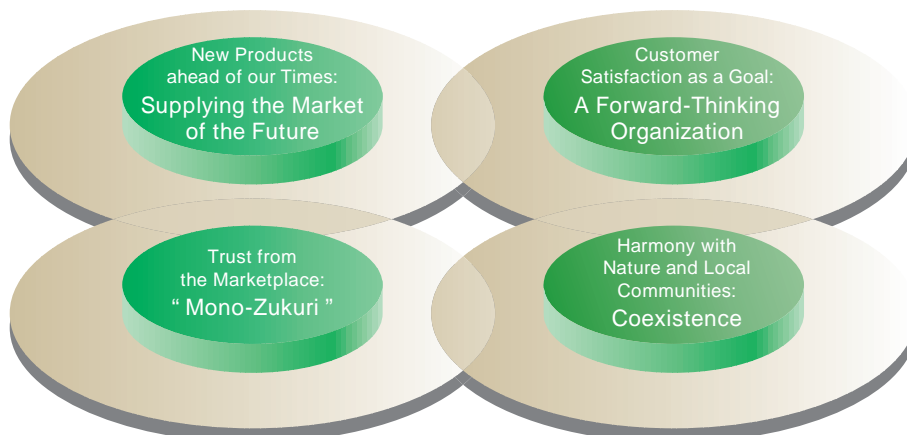 New Products
ahead of our Times:
Supplying the Market
of the Future
Customer
Satisfaction as a Goal:
A Forward-Thinking
Organization
Trust from
the Marketplace:
“ Mono-Zukuri ”
Harmony with
Nature and Local
Communities:
Coexistence